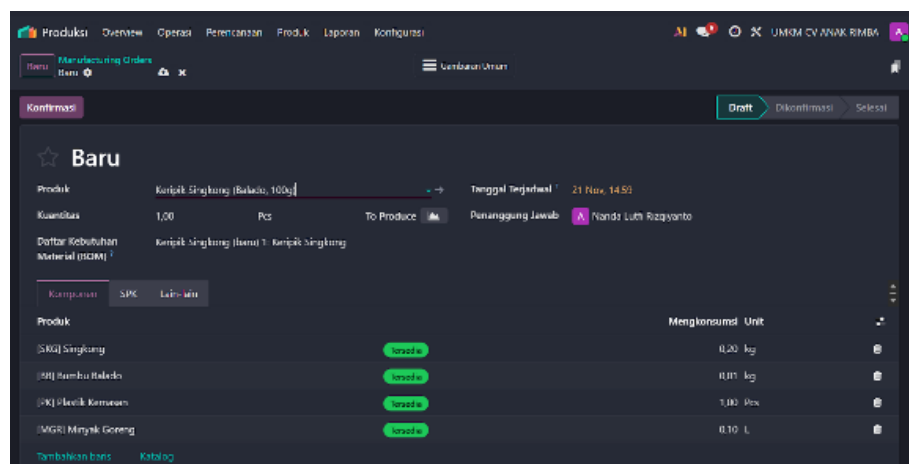 Produksi Overview Operasi Perencanaan Produk Laporan Konfigurasi
AI UMKM CV ANAK RIMBA A
Baru Manufacturing Orders
Baru
Gambaran Umum
Konfirmasi
Draft Dikonfirmasi Selesai
Baru
Produk Keripik Singkong (Balado, 100g) Tanggal Terjadwal ? 21 Nov, 14.59
Kuantitas 1,00 Pcs To Produce Penanggung Jawab A Nanda Luth Rizqiyanto
Daftar Kebutuhan Keripik Singkong (baru) 1: Keripik Singkong
Material (BOM) ?
Komponen SPK Lain-lain
Produk Mengkonsumsi Unit
[SKG] Singkong Tersedia 0,20 kg
[BB] Bumbu Balado Tersedia 0,01 kg
[PK] Plastik Kemasan Tersedia 1,00 Pcs
[MGR] Minyak Goreng Tersedia 0,10 L
Tambahkan baris Katalog